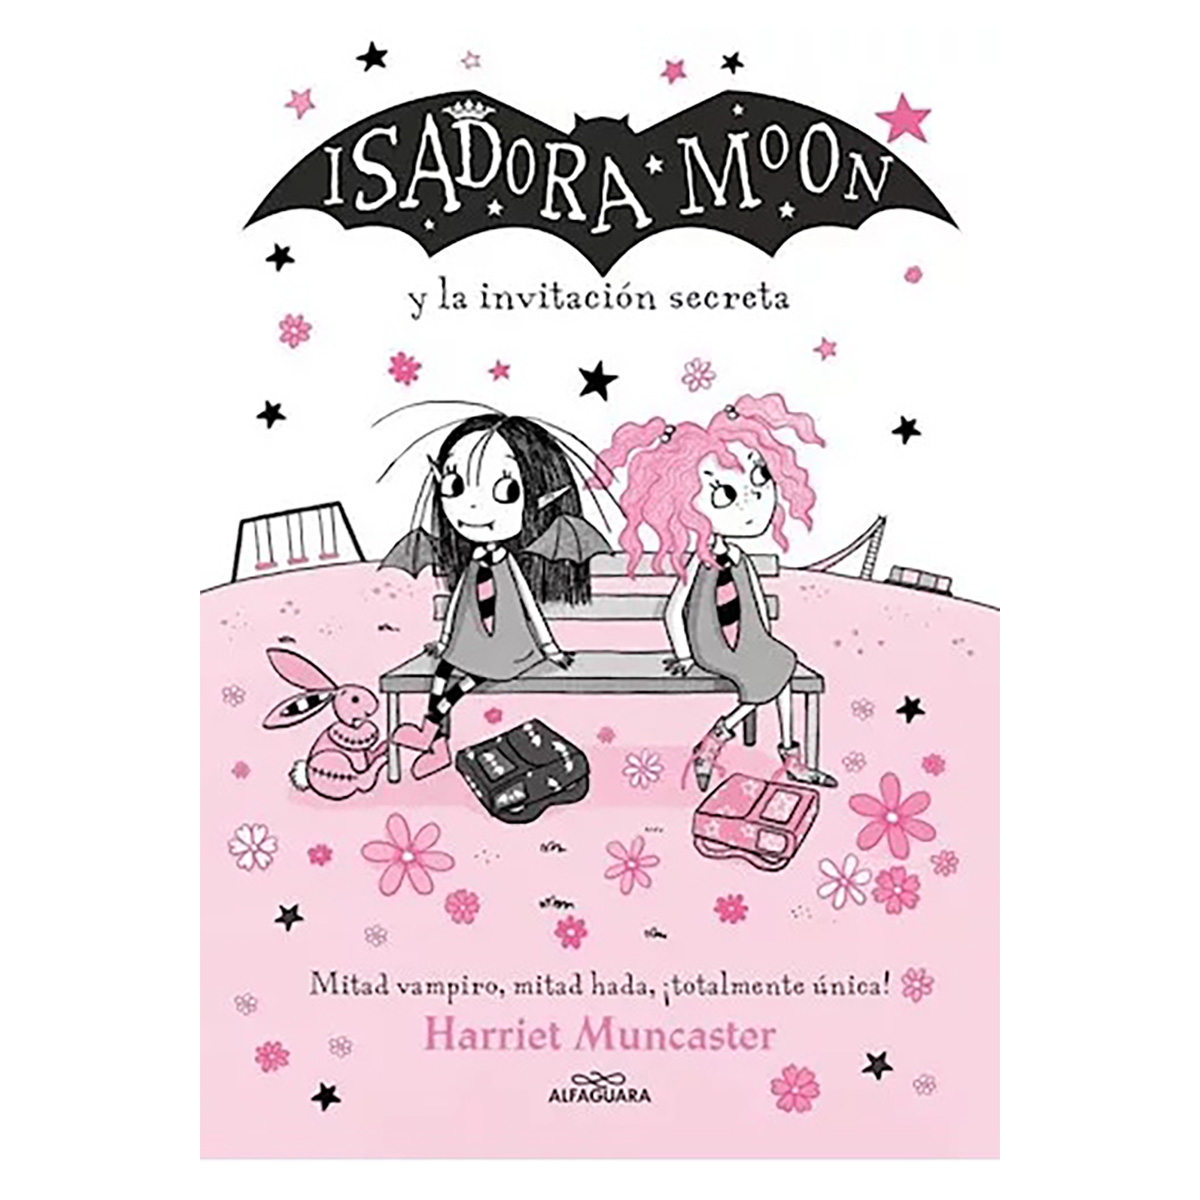 ISADORA MOON
y la invitación secreta
Mitad vampiro, mitad hada, ¡totalmente única!
Harriet Muncaster
ALFAGUARA